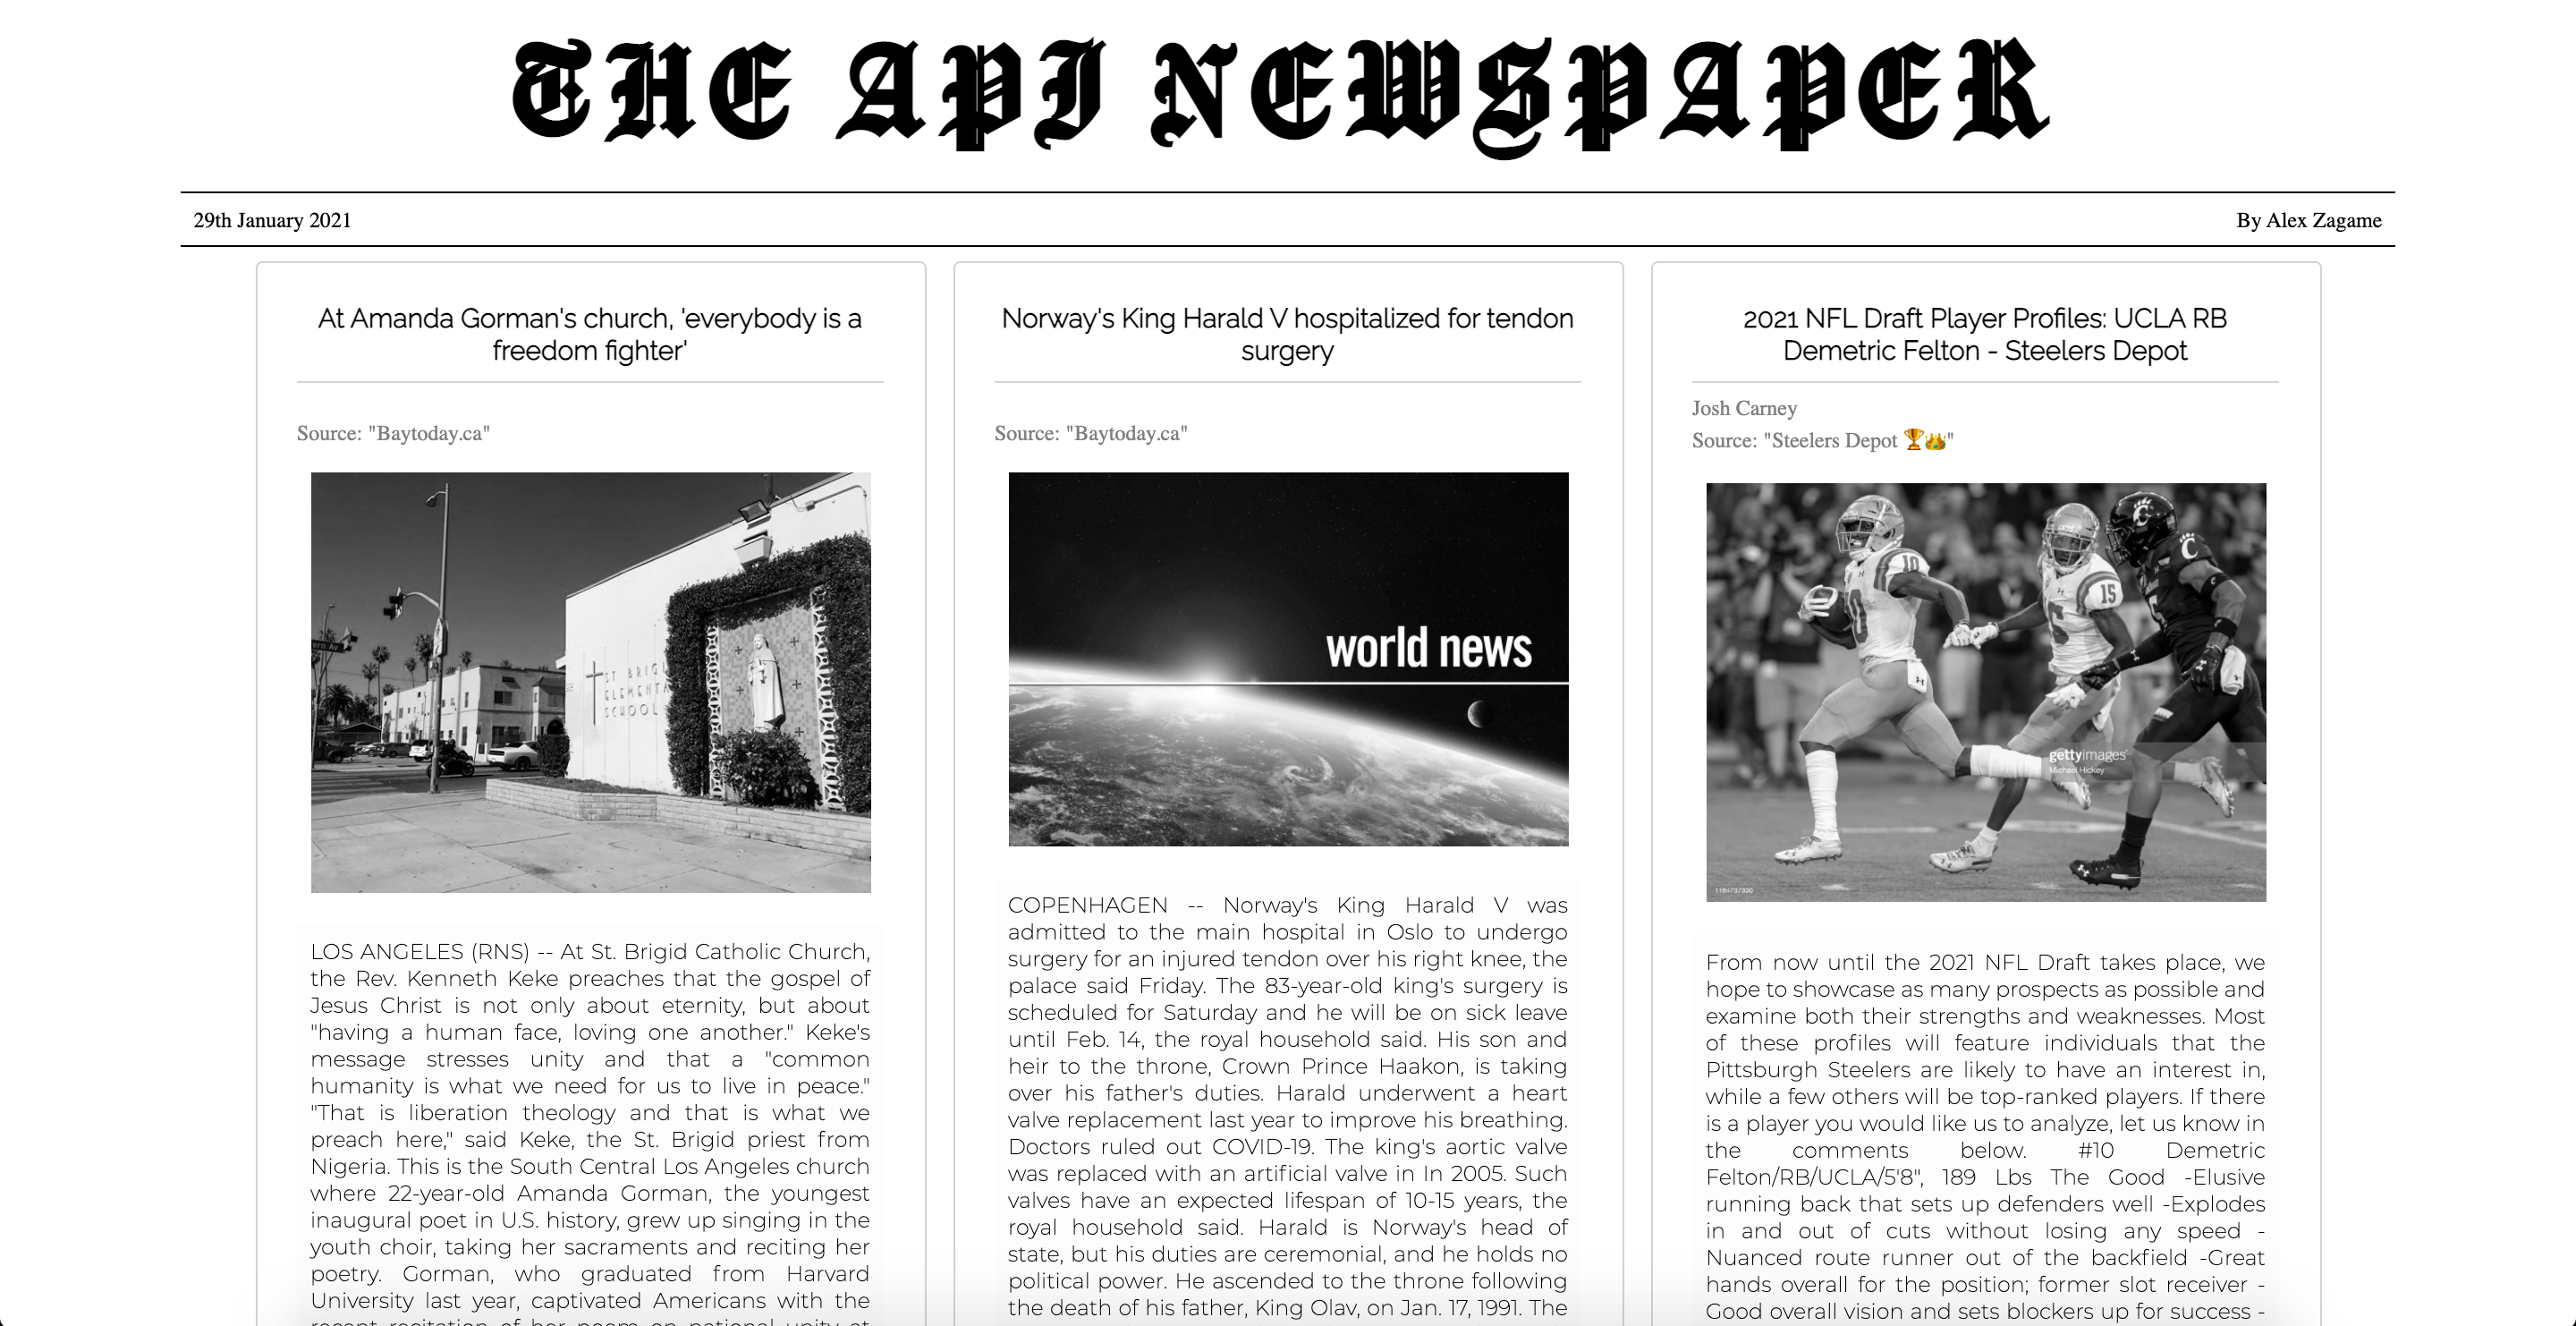 THE API NEWSPAPER
29th January 2021
By Alex Zagame
At Amanda Gorman's church, 'everybody is a
freedom fighter'
Source: "Baytoday.ca"
ST BRIG
ELEMENTA
SCHOOL
LOS ANGELES (RNS) -- At St. Brigid Catholic Church,
the Rev. Kenneth Keke preaches that the gospel of
Jesus Christ is not only about eternity, but about
"having a human face, loving one another." Keke's
message stresses unity and that a "common
humanity is what we need for us to live in peace."
"That is liberation theology and that is what we
preach here," said Keke, the St. Brigid priest from
Nigeria. This is the South Central Los Angeles church
where 22-year-old Amanda Gorman, the youngest
inaugural poet in U.S. history, grew up singing in the
youth choir, taking her sacraments and reciting her
poetry. Gorman, who graduated from Harvard
University last year, captivated Americans with the
recent recitation of her poem on national unity at
Norway's King Harald V hospitalized for tendon
surgery
Source: "Baytoday.ca"
world news
COPENHAGEN -- Norway's King Harald V was
admitted to the main hospital in Oslo to undergo
surgery for an injured tendon over his right knee, the
palace said Friday. The 83-year-old king's surgery is
scheduled for Saturday and he will be on sick leave
until Feb. 14, the royal household said. His son and
heir to the throne, Crown Prince Haakon, is taking
over his father's duties. Harald underwent a heart
valve replacement last year to improve his breathing.
Doctors ruled out COVID-19. The king's aortic valve
was replaced with an artificial valve in In 2005. Such
valves have an expected lifespan of 10-15 years, the
royal household said. Harald is Norway's head of
state, but his duties are ceremonial, and he holds no
political power. He ascended to the throne following
the death of his father, King Olav, on Jan. 17, 1991. The
2021 NFL Draft Player Profiles: UCLA RB
Demetric Felton - Steelers Depot
Josh Carney
Source: "Steelers Depot 🏆👑"
10
15
C
gettyimages
Michael Hickey
1164737330
From now until the 2021 NFL Draft takes place, we
hope to showcase as many prospects as possible and
examine both their strengths and weaknesses. Most
of these profiles will feature individuals that the
Pittsburgh Steelers are likely to have an interest in,
while a few others will be top-ranked players. If there
is a player you would like us to analyze, let us know in
the comments below. #10 Demetric
Felton/RB/UCLA/5'8", 189 Lbs The Good -Elusive
running back that sets up defenders well -Explodes
in and out of cuts without losing any speed -
Nuanced route runner out of the backfield -Great
hands overall for the position; former slot receiver -
Good overall vision and sets blockers up for success -